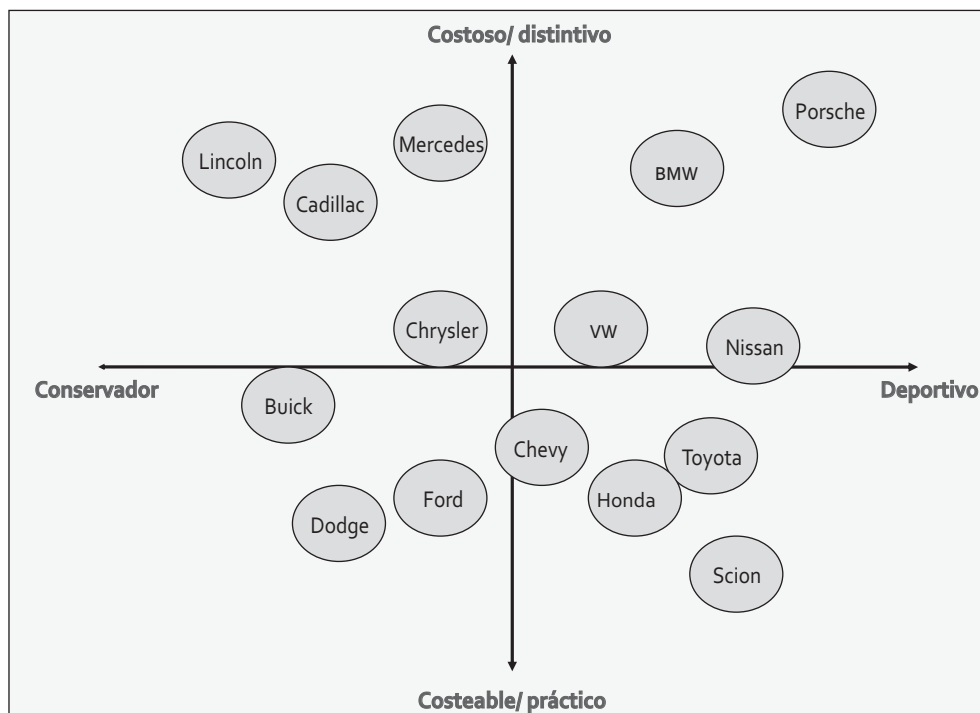 Costoso/ distintivo
Porsche
Mercedes
Lincoln
BMW
Cadillac
Chrysler
VW
Nissan
Conservador
Deportivo
Buick
Chevy
Toyota
Ford
Honda
Dodge
Scion
Costeable/ práctico